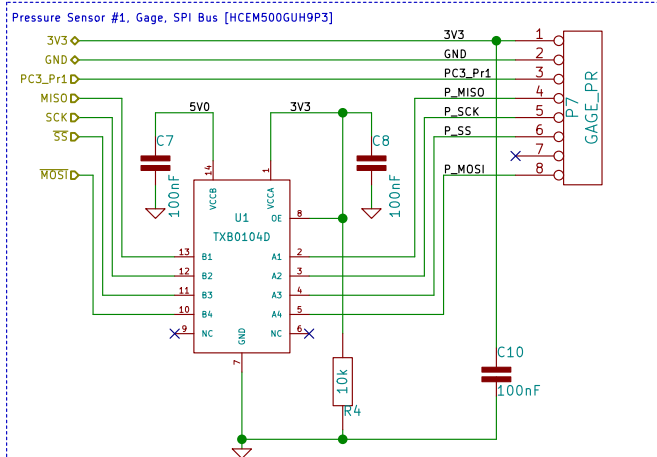 Pressure Sensor #1, Gage, SPI Bus [HCEM500GUH9P3]
3V3
3V3
1
GND
GND
2
PC3_Pr1
PC3_Pr1
3
MISO
P_MISO
4
SCK
5V0
3V3
P_SCK
5
SS
P_SS
6
7
MOSI
P_MOSI
8
P7
GAGE_PR
C7
100nF
C8
100nF
14
VCCB
1
VCCA
U1
OE
8
TXB0104D
13
B1
A1
2
12
B2
A2
3
11
B3
A3
4
10
B4
A4
5
9
NC
NC
6
GND
7
10k
R4
C10
100nF